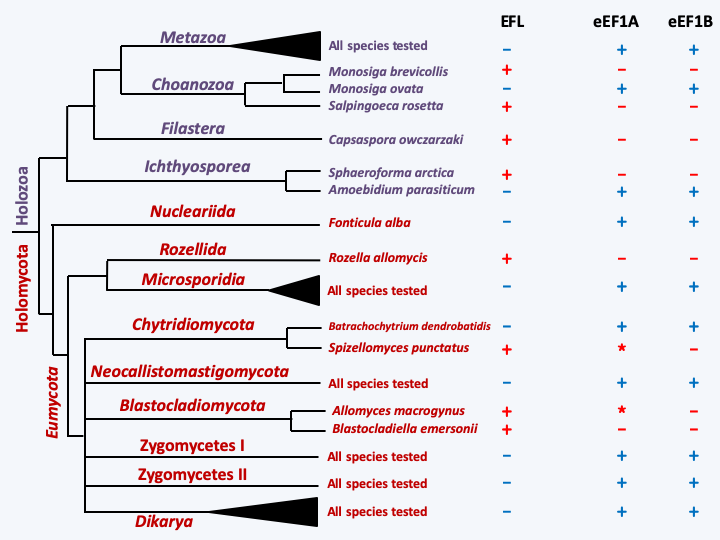 EFL eEF1A eEF1B
Metazoa All species tested – + +
Choanozoa Monosiga brevicollis + – –
Monosiga ovata – + +
Salpingoeca rosetta + – –
Filastera Capsaspora owczarzaki + – –
Ichthyosporea Sphaeroforma arctica + – –
Amoebidium parasiticum – + +
Holozoa
Holomycota
Nucleariida Fonticula alba – + +
Rozellida Rozella allomycis + – –
Microsporidia All species tested – + +
Eumycota
Chytridiomycota Batrachochytrium dendrobatidis – + +
Spizellomyces punctatus + * –
Neocallistomastigomycota All species tested – + +
Blastocladiomycota Allomyces macrogynus + * –
Blastocladiella emersonii + – –
Zygomycetes I All species tested – + +
Zygomycetes II All species tested – + +
Dikarya All species tested – + +